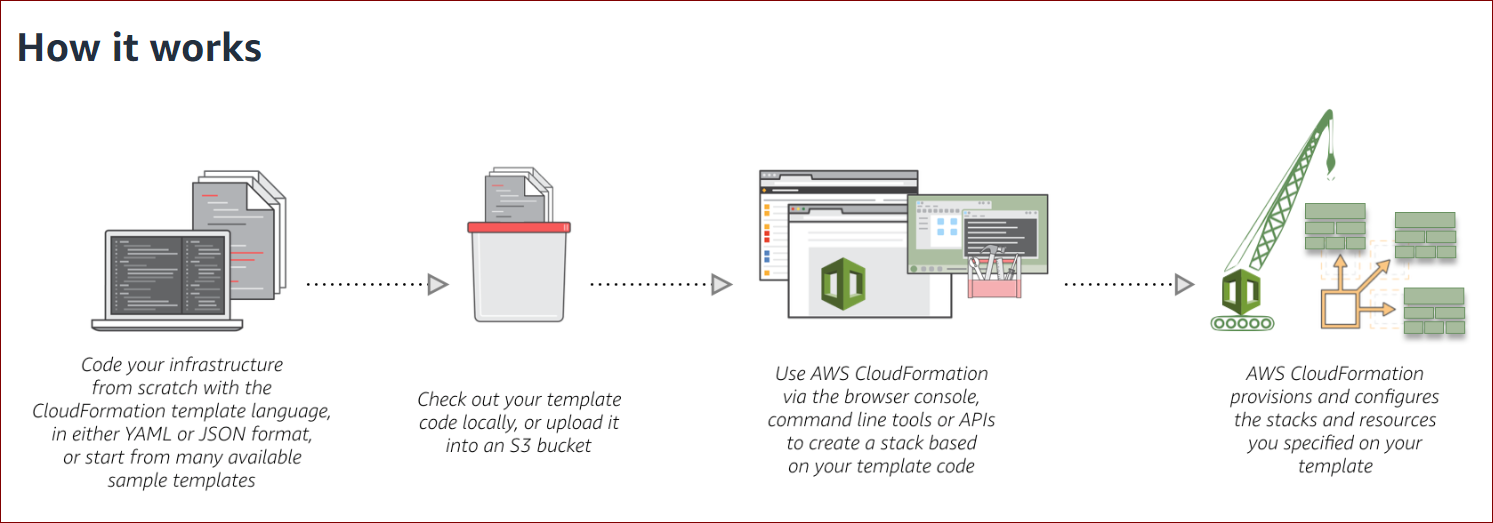 How it works
Code your infrastructure
from scratch with the
CloudFormation template language,
in either YAML or JSON format,
or start from many available
sample templates
Check out your template
code locally, or upload it
into an S3 bucket
Use AWS CloudFormation
via the browser console,
command line tools or APIs
to create a stack based
on your template code
AWS CloudFormation
provisions and configures
the stacks and resources
you specified on your
template